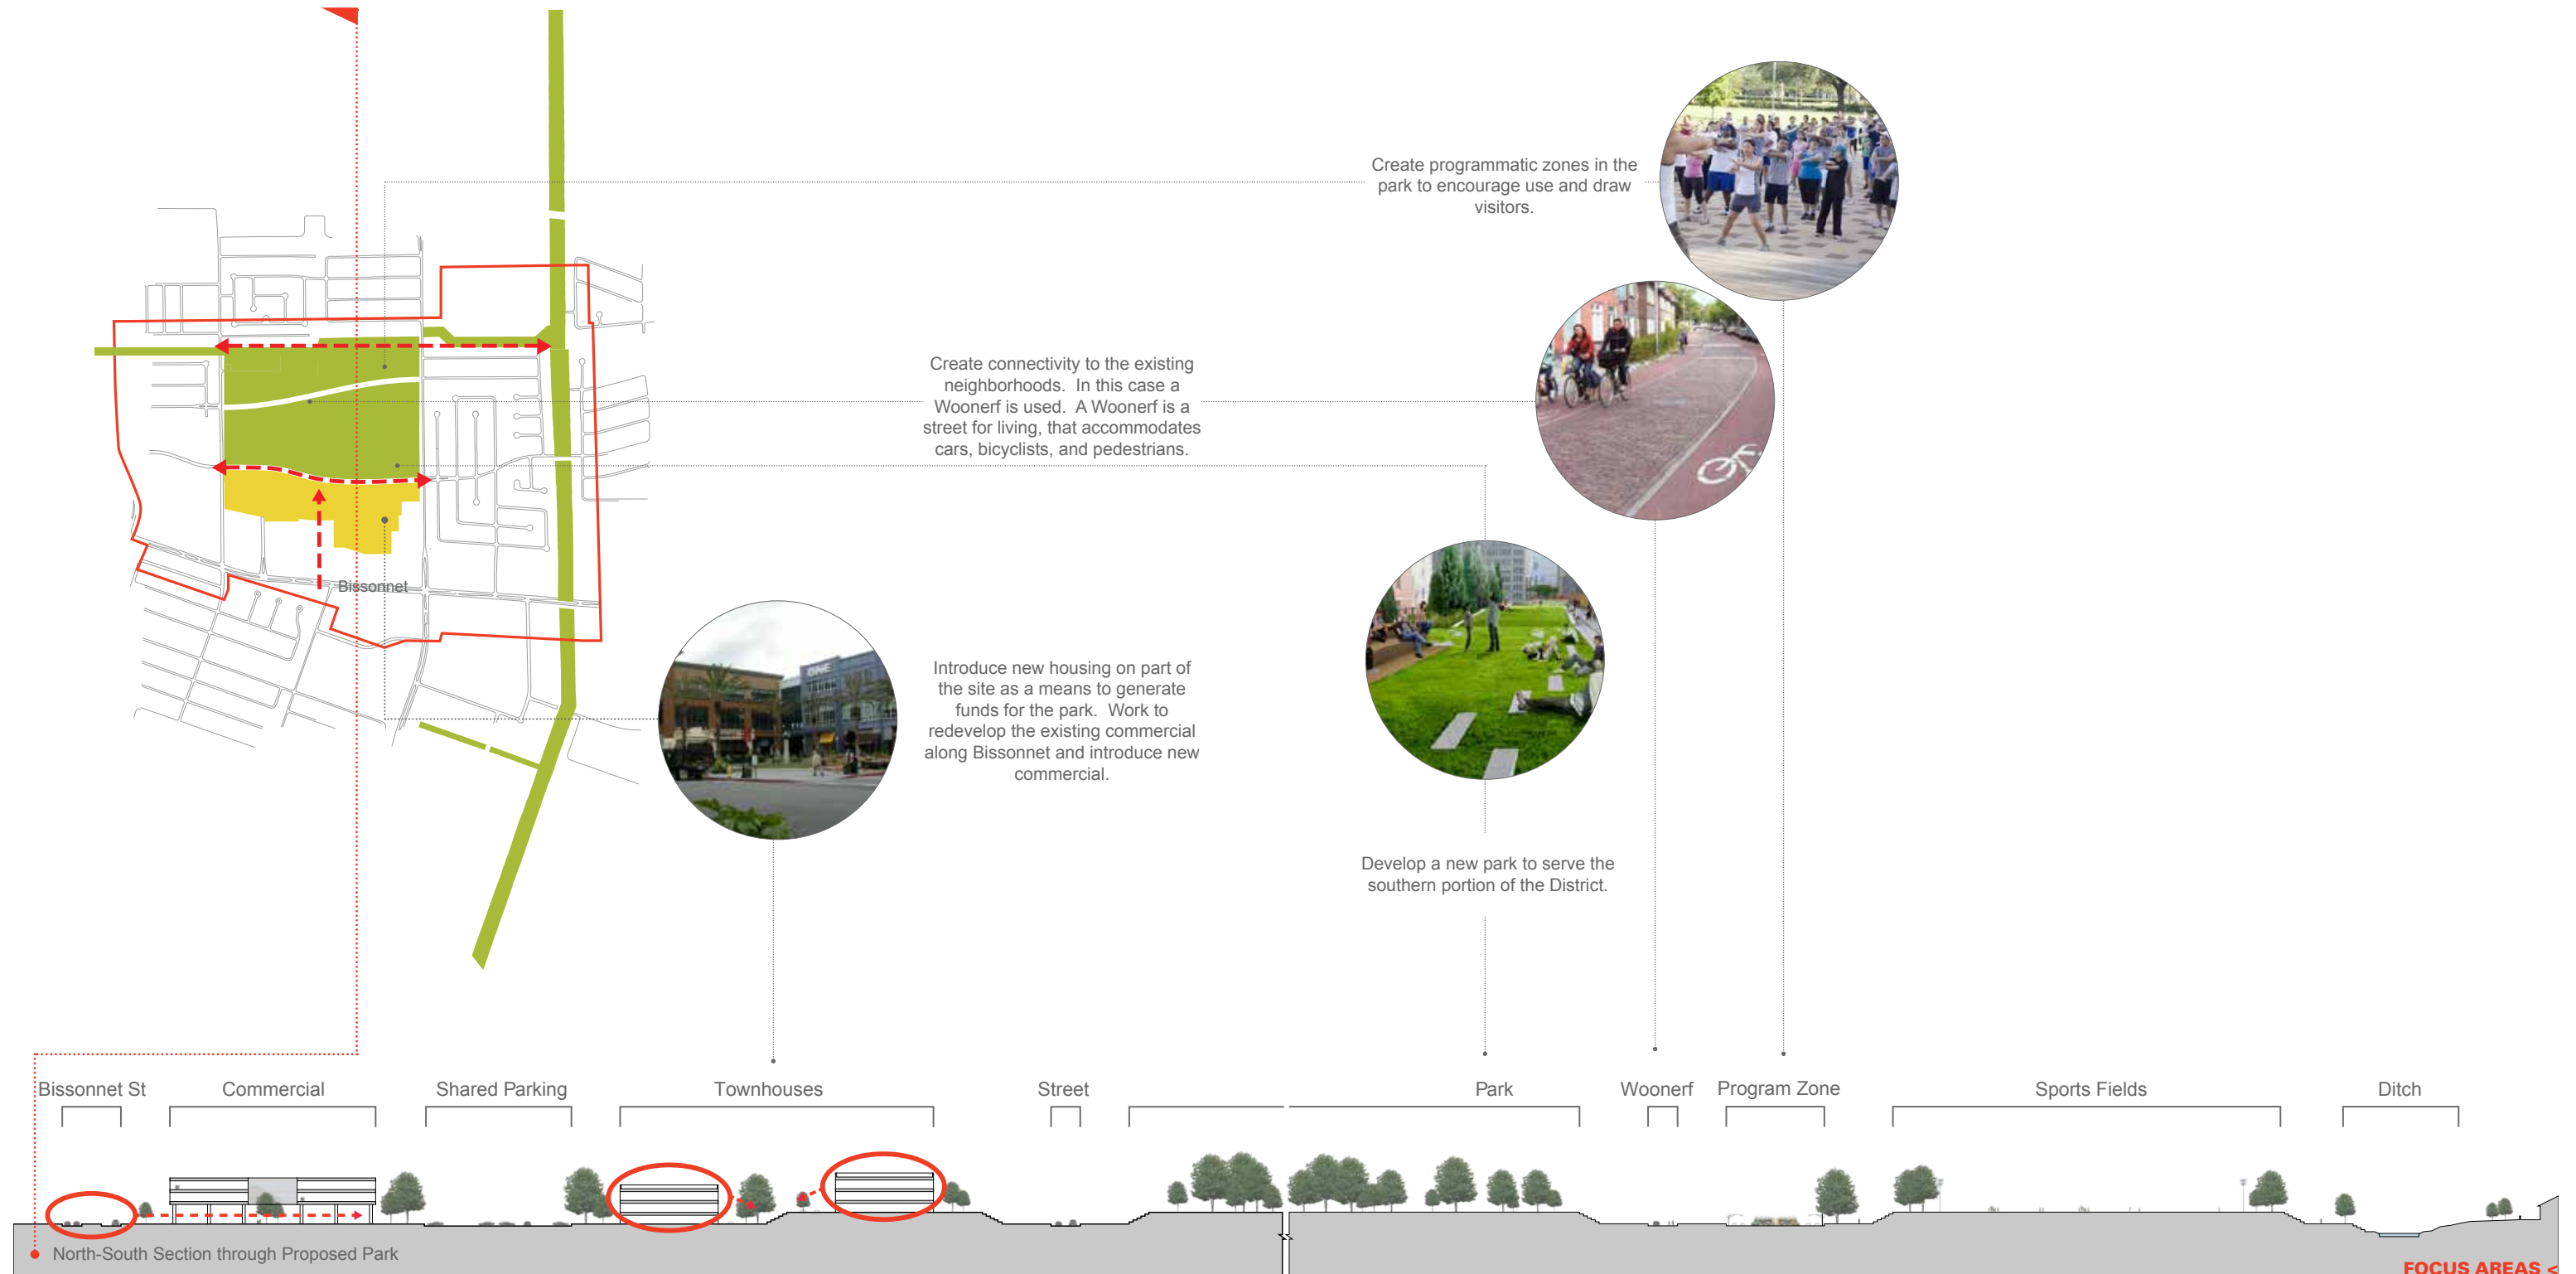 Create programmatic zones in the
park to encourage use and draw
visitors.
Create connectivity to the existing
neighborhoods. In this case a
Woonerf is used. A Woonerf is a
street for living, that accommodates
cars, bicyclists, and pedestrians.
Bissonnet
ONE
Introduce new housing on part of
the site as a means to generate
funds for the park. Work to
redevelop the existing commercial
along Bissonnet and introduce new
commercial.
Develop a new park to serve the
southern portion of the District.
Bissonnet St
Commercial
Shared Parking
Townhouses
Street
Park
Woonerf
Program Zone
Sports Fields
Ditch
North-South Section through Proposed Park
FOCUS AREAS <